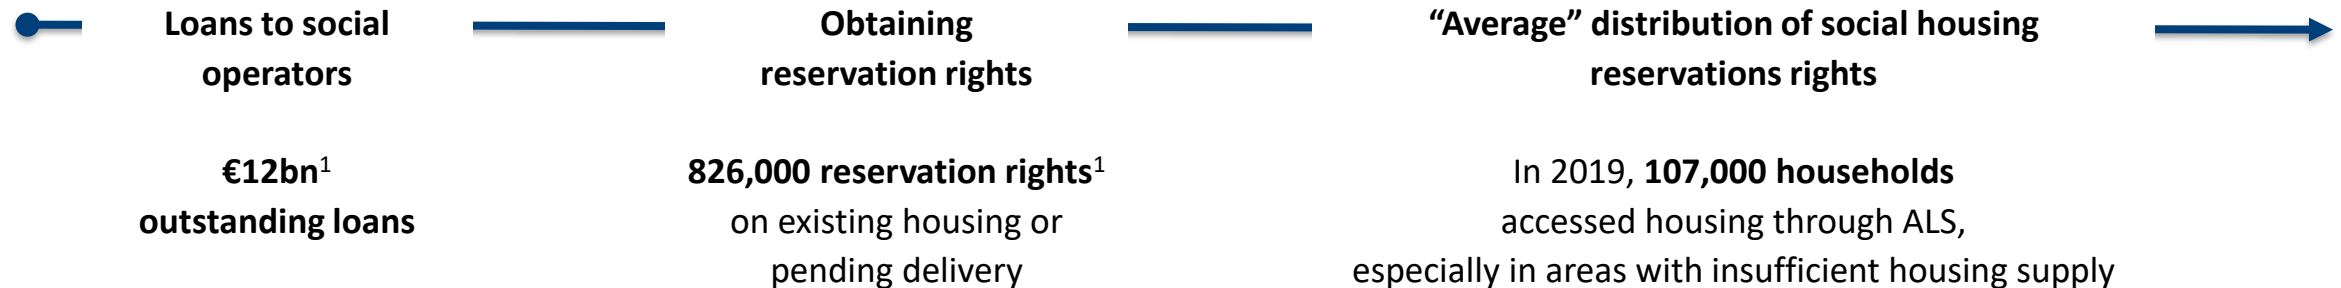 Loans to social
operators
€12bn¹
outstanding loans
Obtaining
reservation rights
826,000 reservation rights¹
on existing housing or
pending delivery
“Average” distribution of social housing
reservations rights
In 2019, 107,000 households
accessed housing through ALS,
especially in areas with insufficient housing supply